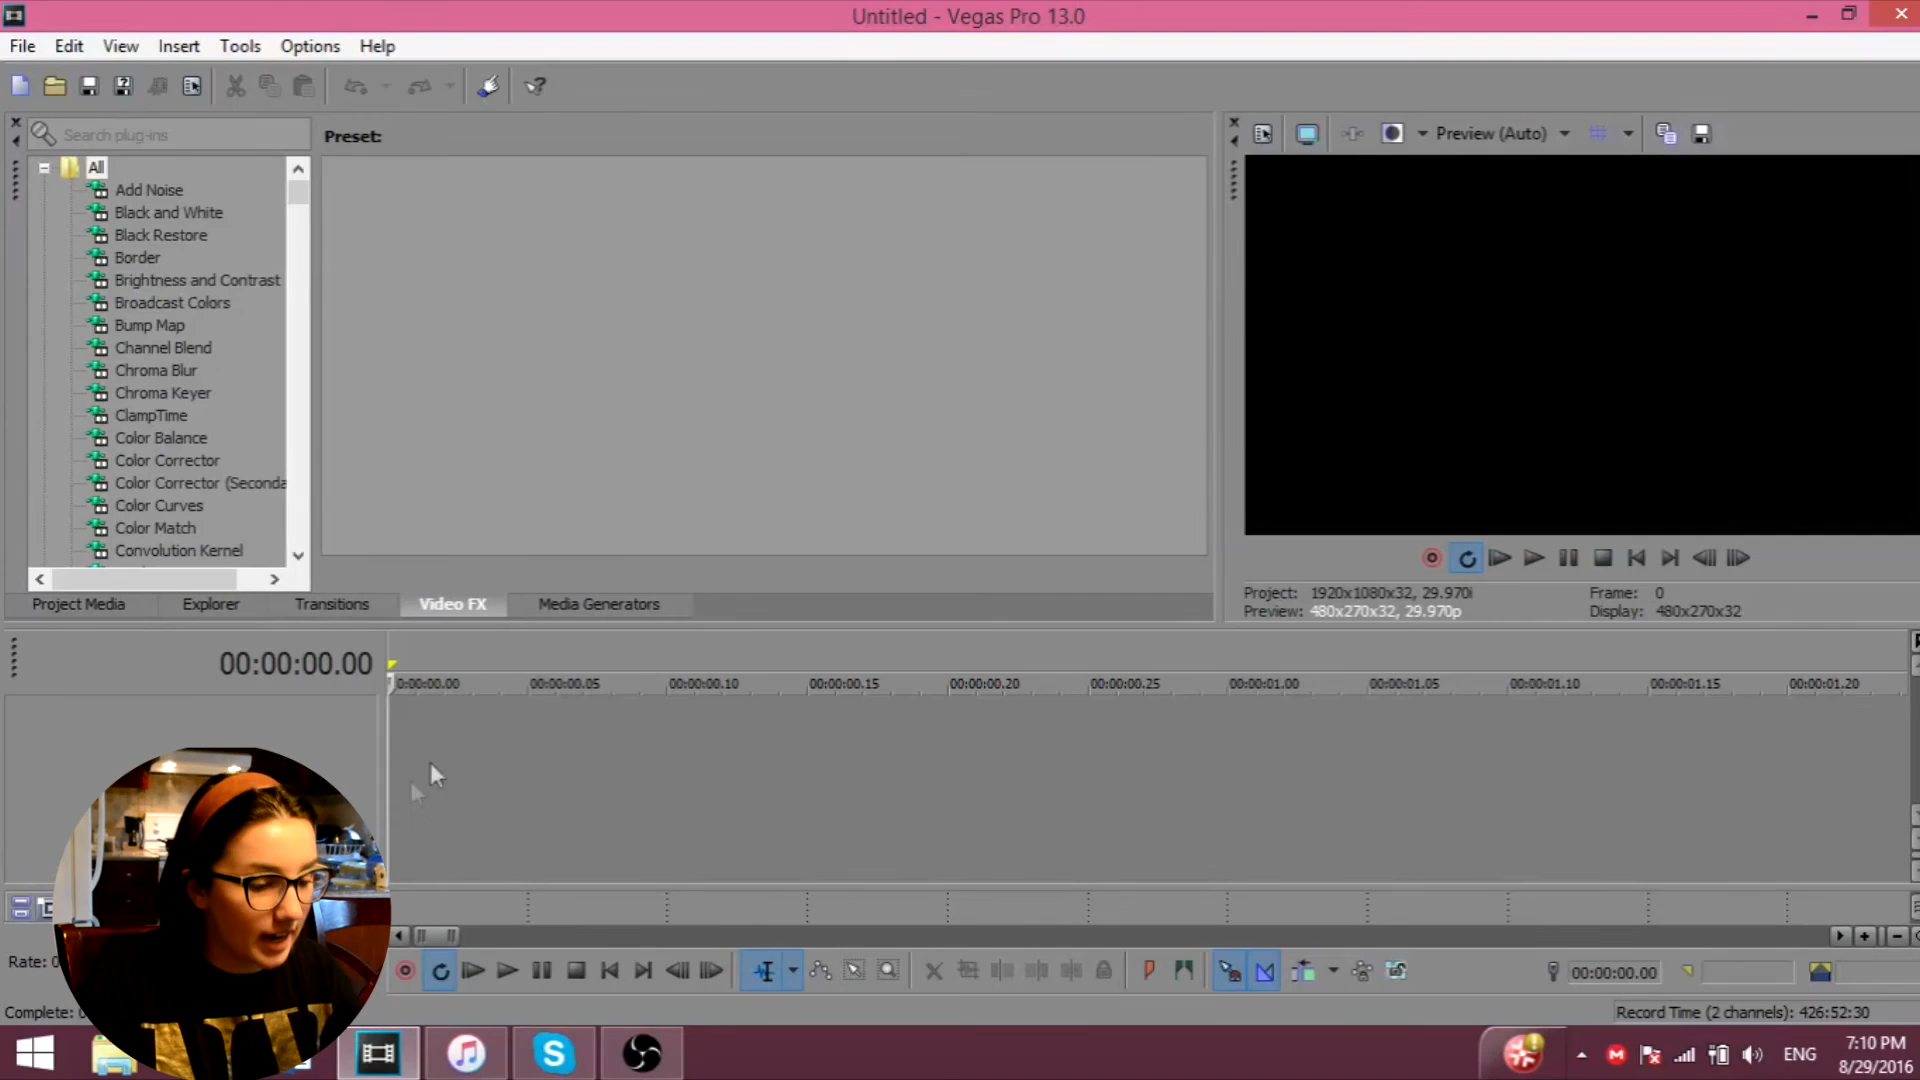 Untitled - Vegas Pro 13.0
File Edit View Insert Tools Options Help
Search plug-ins
Preset:
Preview (Auto)
All
Add Noise
Black and White
Black Restore
Border
Brightness and Contrast
Broadcast Colors
Bump Map
Channel Blend
Chroma Blur
Chroma Keyer
ClampTime
Color Balance
Color Corrector
Color Corrector (Seconda
Color Curves
Color Match
Convolution Kernel
Project: 1920x1080x32, 29.970i Frame: 0
Preview: 480x270x32, 29.970p Display: 480x270x32
Project Media Explorer Transitions Video FX Media Generators
00:00:00.00
0:00:00.00 00:00:00.05 00:00:00.10 00:00:00.15 00:00:00.20 00:00:00.25 00:00:01.00 00:00:01.05 00:00:01.10 00:00:01.15 00:00:01.20
Rate: 0
00:00:00.00
Complete: 0
Record Time (2 channels): 426:52:30
ENG
7:10 PM
8/29/2016